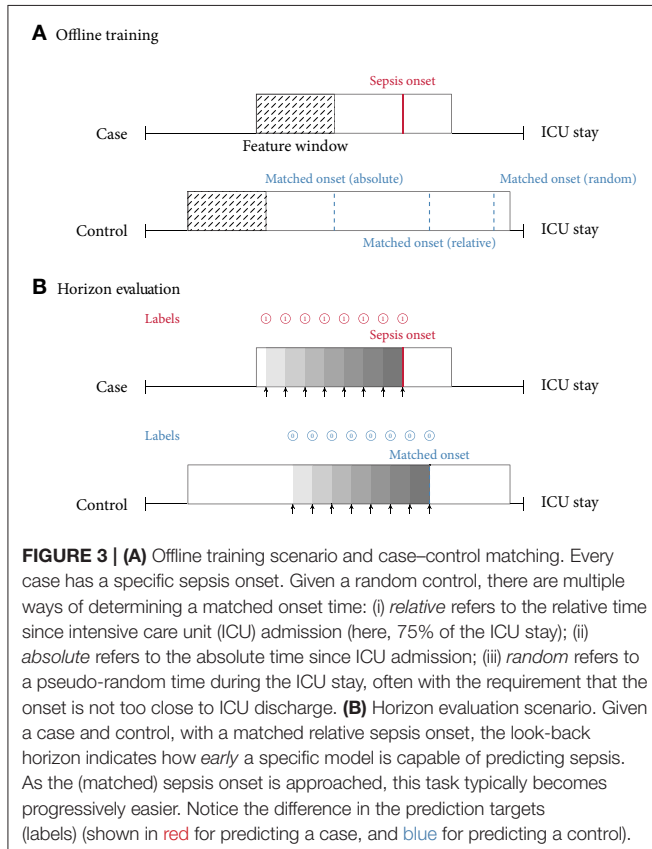 A Offline training
Sepsis onset
Case
ICU stay
Feature window
Matched onset (absolute)
Matched onset (random)
Control
ICU stay
Matched onset (relative)
B Horizon evaluation
Labels
1 1 1 1 1 1 1 1
Sepsis onset
Case
ICU stay
Labels
0 0 0 0 0 0 0 0
Matched onset
Control
ICU stay
FIGURE 3 | (A) Offline training scenario and case–control matching. Every
case has a specific sepsis onset. Given a random control, there are multiple
ways of determining a matched onset time: (i) relative refers to the relative time
since intensive care unit (ICU) admission (here, 75% of the ICU stay); (ii)
absolute refers to the absolute time since ICU admission; (iii) random refers to
a pseudo-random time during the ICU stay, often with the requirement that the
onset is not too close to ICU discharge. (B) Horizon evaluation scenario. Given
a case and control, with a matched relative sepsis onset, the look-back
horizon indicates how early a specific model is capable of predicting sepsis.
As the (matched) sepsis onset is approached, this task typically becomes
progressively easier. Notice the difference in the prediction targets
(labels) (shown in red for predicting a case, and blue for predicting a control).